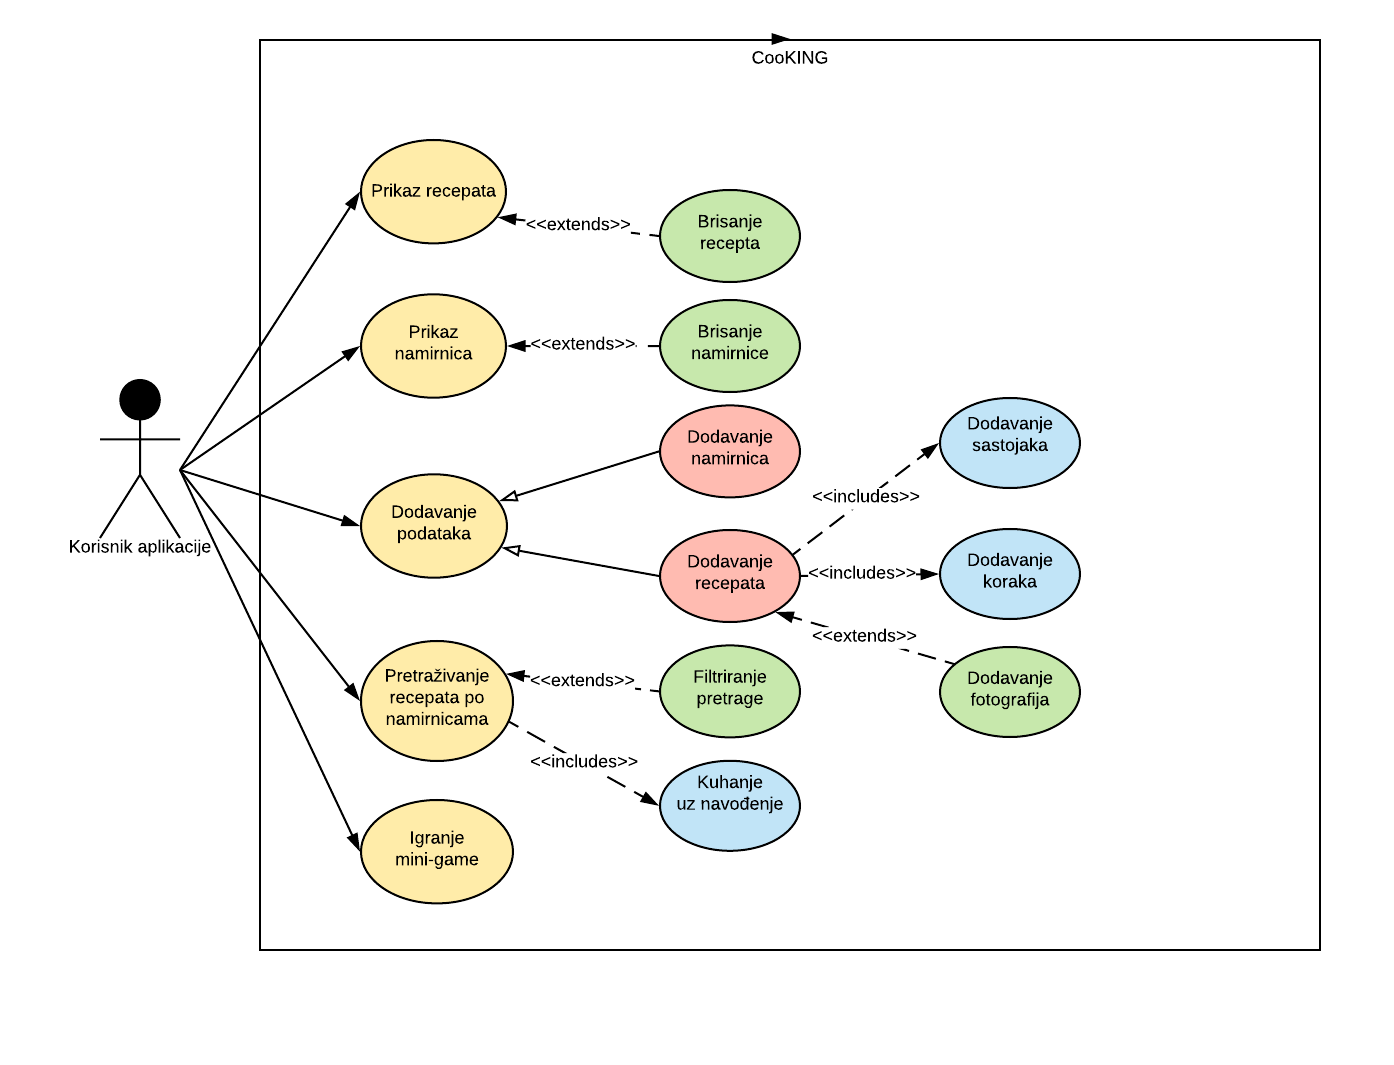 CooKING
Prikaz recepata
<<extends>>
Brisanje
recepta
Prikaz
namirnica
<<extends>>
Brisanje
namirnice
Korisnik aplikacije
Dodavanje
podataka
Dodavanje
namirnica
Dodavanje
recepata
<<includes>>
Dodavanje
sastojaka
<<includes>>
Dodavanje
koraka
<<extends>>
Dodavanje
fotografija
Pretraživanje
recepata po
namirnicama
<<extends>>
Filtriranje
pretrage
<<includes>>
Kuhanje
uz navođenje
Igranje
mini-game